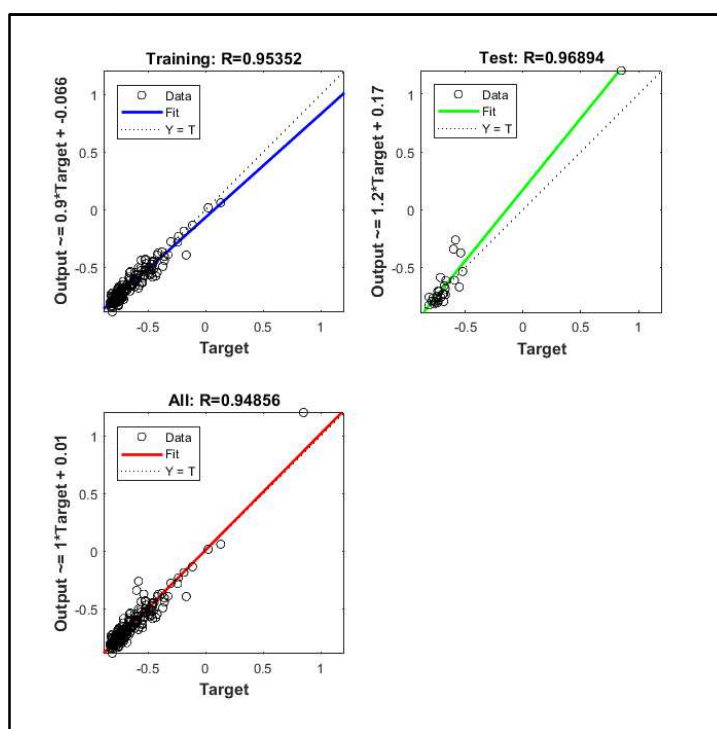 Training: R=0.95352
Output ~= 0.9*Target + -0.066
Data
Fit
Y = T
1
0.5
0
-0.5
-0.5
0
0.5
1
Target
Test: R=0.96894
Output ~= 1.2*Target + 0.17
Data
Fit
Y = T
1
0.5
0
-0.5
-0.5
0
0.5
1
Target
All: R=0.94856
Output ~= 1*Target + 0.01
Data
Fit
Y = T
1
0.5
0
-0.5
-0.5
0
0.5
1
Target